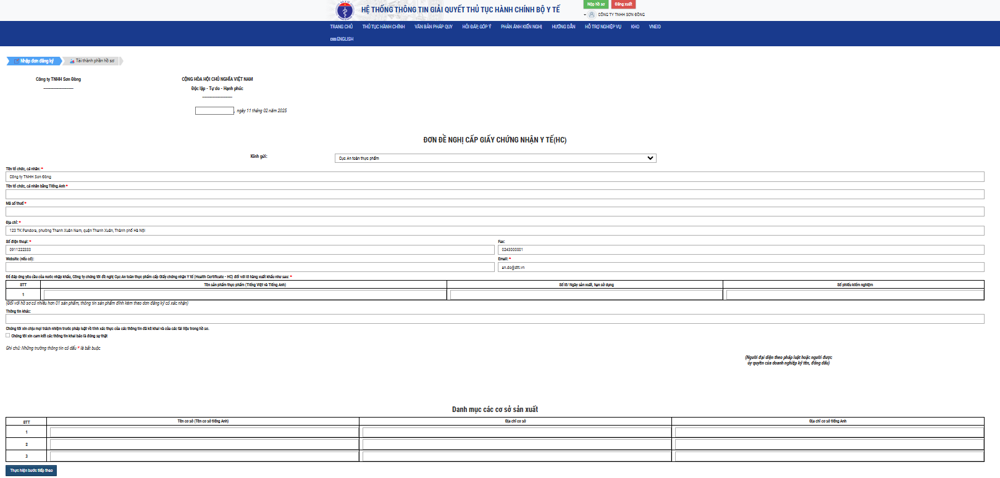 BỘ Y TẾ
HỆ THỐNG THÔNG TIN GIẢI QUYẾT THỦ TỤC HÀNH CHÍNH BỘ Y TẾ
Nộp hồ sơ Đăng xuất
CÔNG TY TNHH SƠN ĐÒNG
TRANG CHỦ THỦ TỤC HÀNH CHÍNH VĂN BẢN PHÁP QUY HỎI ĐÁP, GÓP Ý PHẢN ÁNH KIẾN NGHỊ HƯỚNG DẪN HỖ TRỢ NGHIỆP VỤ KHO VNEID
ENGLISH
Nhập đơn đăng ký Tải thành phần hồ sơ
Công ty TNHH Sơn Đòng CỘNG HÒA HỘI CHỦ NGHĨA VIỆT NAM
------------------------ Độc lập - Tự do - Hạnh phúc
------------------------
, ngày 11 tháng 02 năm 2025
ĐƠN ĐỀ NGHỊ CẤP GIẤY CHỨNG NHẬN Y TẾ(HC)
Kính gửi: Cục An toàn thực phẩm
Tên tổ chức, cá nhân: *
Công ty TNHH Sơn Đòng
Tên tổ chức, cá nhân bằng Tiếng Anh *
Mã số thuế *
Địa chỉ: *
123 TK Pandora, phường Thanh Xuân Nam, quận Thanh Xuân, Thành phố Hà Nội
Số điện thoại: * Fax:
0911222333 0243000001
Website (nếu có): Email: *
an.do@dtt.vn
Để đáp ứng yêu cầu của nước nhập khẩu, Công ty chúng tôi đề nghị Cục An toàn thực phẩm cấp Giấy chứng nhận Y tế (Health Certificate - HC) đối với lô hàng xuất khẩu như sau: *
STT Tên sản phẩm thực phẩm (Tiếng Việt và Tiếng Anh) Số lô/ Ngày sản xuất, hạn sử dụng Số phiếu kiểm nghiệm
1
(Đối với hồ sơ có nhiều hơn 01 sản phẩm, thông tin sản phẩm đính kèm theo đơn đăng ký có xác nhận)
Thông tin khác:
Chúng tôi xin chịu mọi trách nhiệm trước pháp luật về tính xác thực của các thông tin đã kê khai và của các tài liệu trong hồ sơ.
Chúng tôi xin cam kết các thông tin khai báo là đúng sự thật
Ghi chú: Những trường thông tin có dấu * là bắt buộc
(Người đại diện theo pháp luật hoặc người được
ủy quyền của doanh nghiệp ký tên, đóng dấu)
Danh mục các cơ sở sản xuất
STT Tên cơ sở (Tên cơ sở tiếng Anh) Địa chỉ cơ sở Địa chỉ cơ sở tiếng Anh
1
2
3
Thực hiện bước tiếp theo